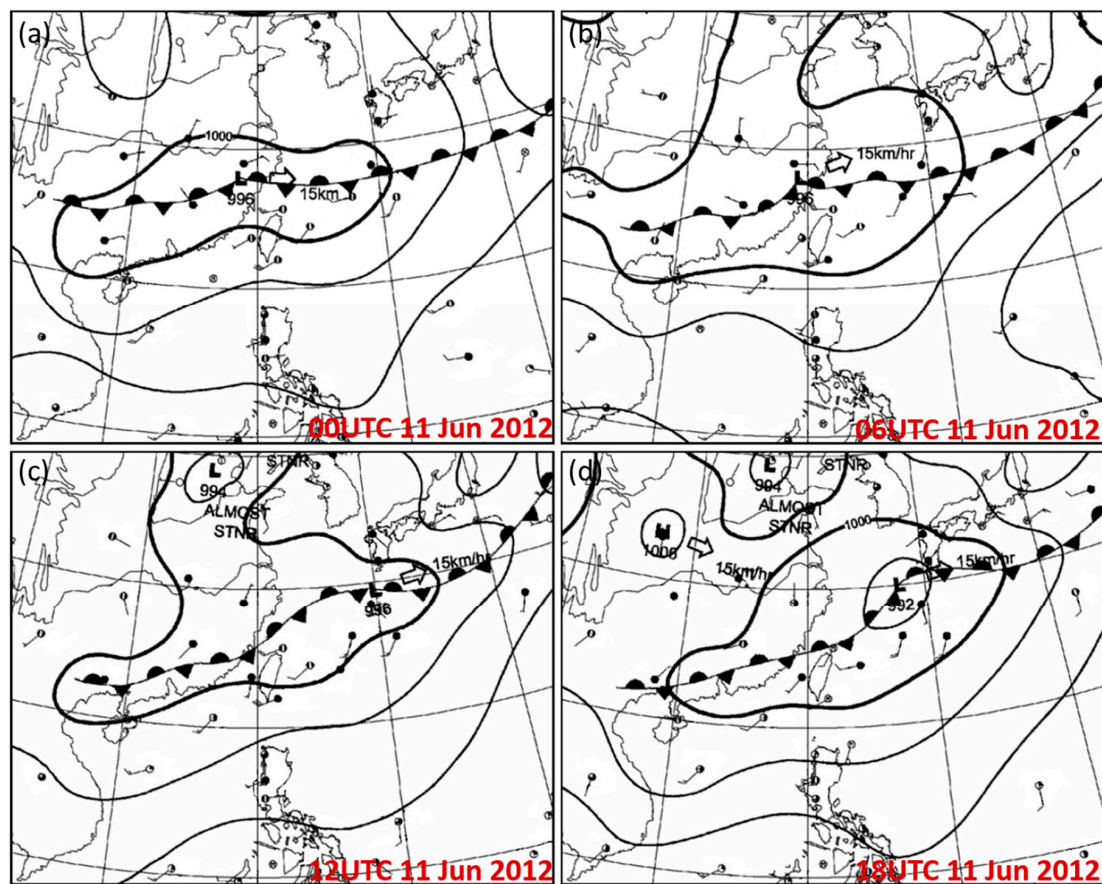 (a)
1000
L
996
15km
00UTC 11 Jun 2012
(b)
15km/hr
L
996
06UTC 11 Jun 2012
(c)
L
994
STNR
ALMOST
STNR
15km/hr
L
996
12UTC 11 Jun 2012
(d)
L
994
STNR
ALMOST
STNR
1000
H
1008
15km/hr
15km/hr
L
992
18UTC 11 Jun 2012